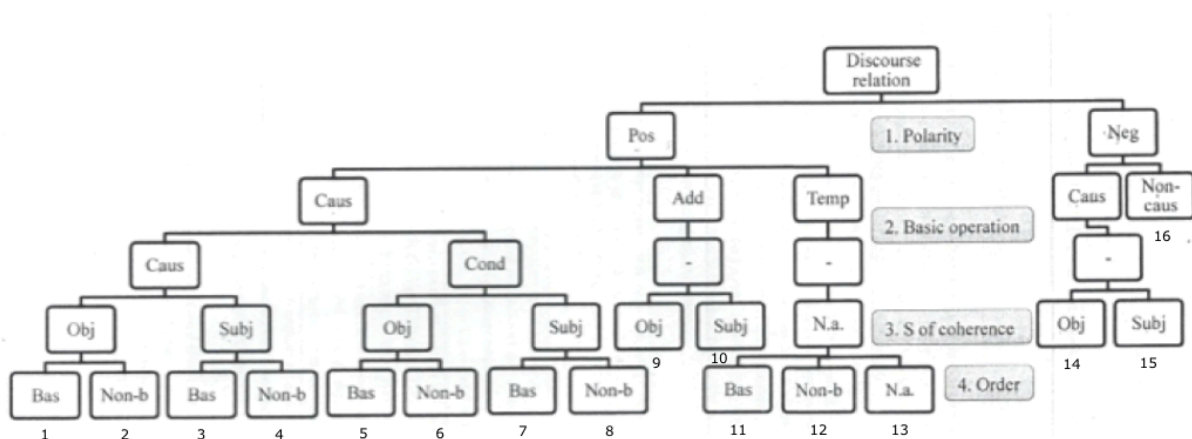 Discourse
relation
Pos
1. Polarity
Neg
Caus
Add
Temp
2. Basic operation
Caus
Non-
caus
16
Caus
Cond
-
-
-
Obj
Subj
Obj
Subj
Obj
Subj
N.a.
3. S of coherence
Obj
Subj
9
10
14
15
Bas
Non-b
Bas
Non-b
Bas
Non-b
Bas
Non-b
Bas
Non-b
N.a.
4. Order
1
2
3
4
5
6
7
8
11
12
13